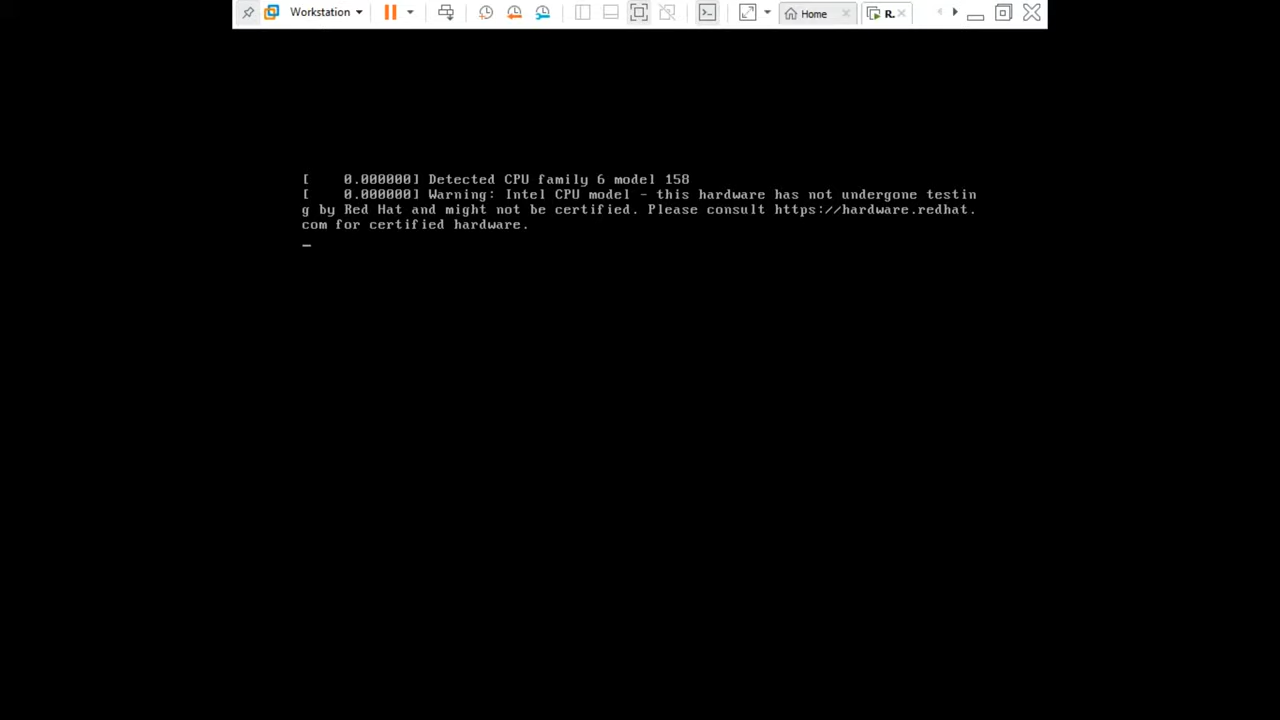 Workstation
Home
R.
[    0.000000] Detected CPU family 6 model 158
[    0.000000] Warning: Intel CPU model - this hardware has not undergone testin
g by Red Hat and might not be certified. Please consult https://hardware.redhat.
com for certified hardware.